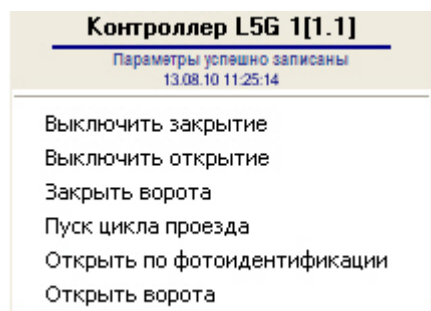 Контроллер L5G 1[1.1]
Параметры успешно записаны
13.08.10 11:25:14
Выключить закрытие
Выключить открытие
Закрыть ворота
Пуск цикла проезда
Открыть по фотоидентификации
Открыть ворота